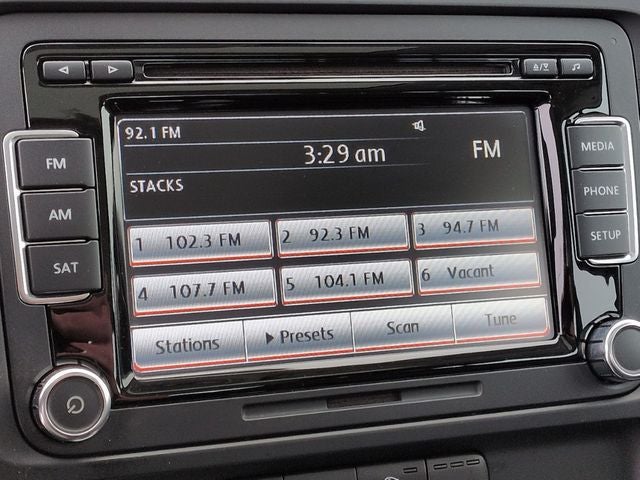 92.1 FM
3:29 am
FM
STACKS
FM
AM
SAT
1 102.3 FM
2 92.3 FM
3 94.7 FM
4 107.7 FM
5 104.1 FM
6 Vacant
Stations
Presets
Scan
Tune
MEDIA
PHONE
SETUP